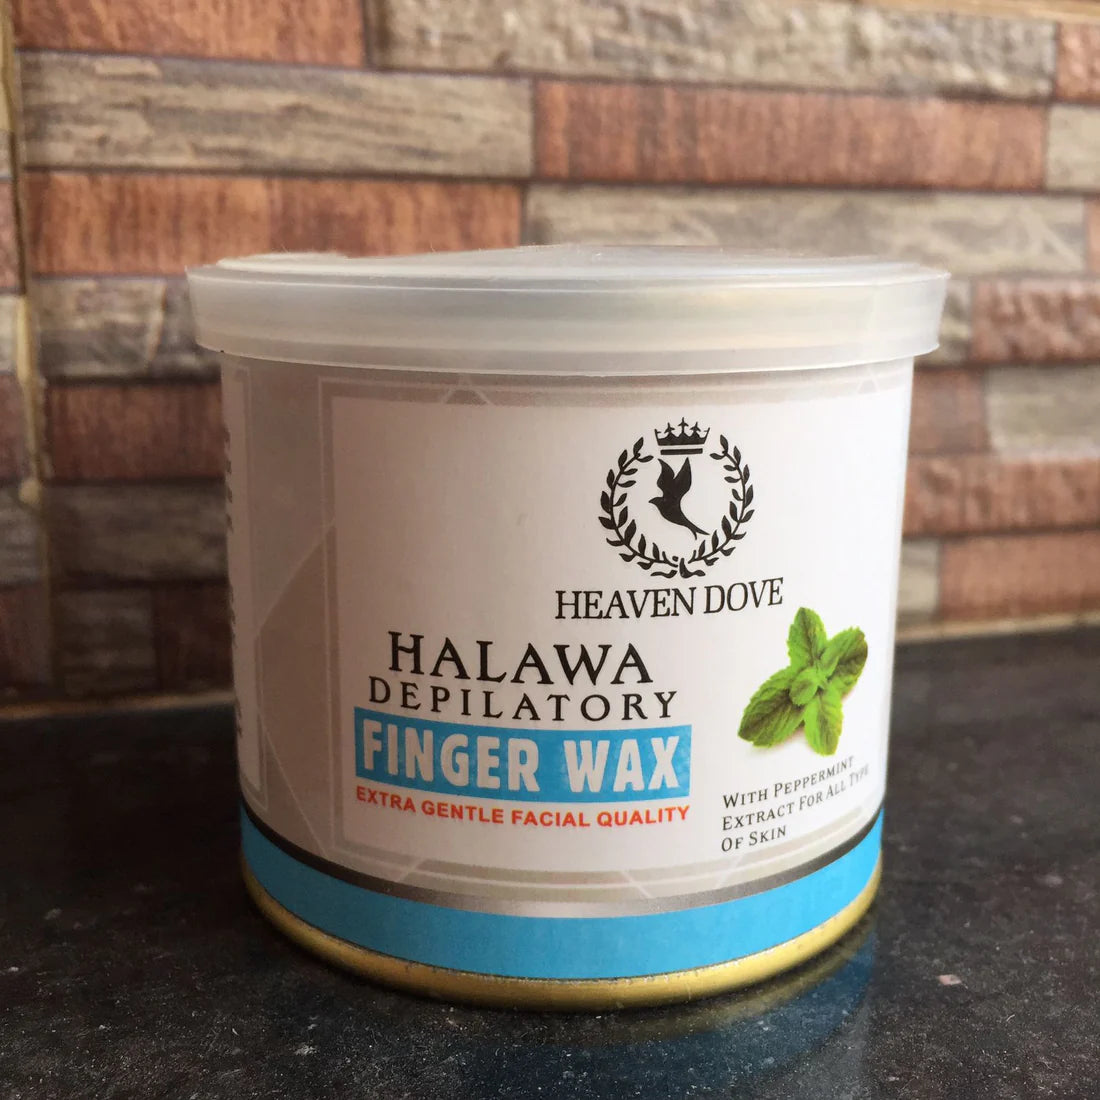 HEAVEN DOVE
HALAWA
DEPILATORY
FINGER WAX
EXTRA GENTLE FACIAL QUALITY
WITH PEPPERMINT
EXTRACT FOR ALL TYPE
OF SKIN